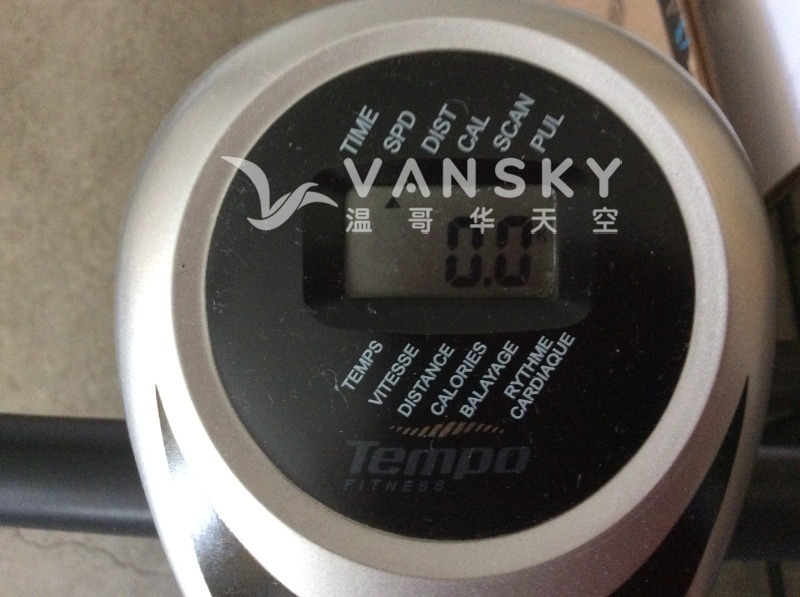 TIME SPD DIST CAL SCAN PUL
VANSKY
温哥华天空
0.0
TEMPS VITESSE DISTANCE CALORIES BALAYAGE RYTHME CARDIAQUE
Tempo
FITNESS